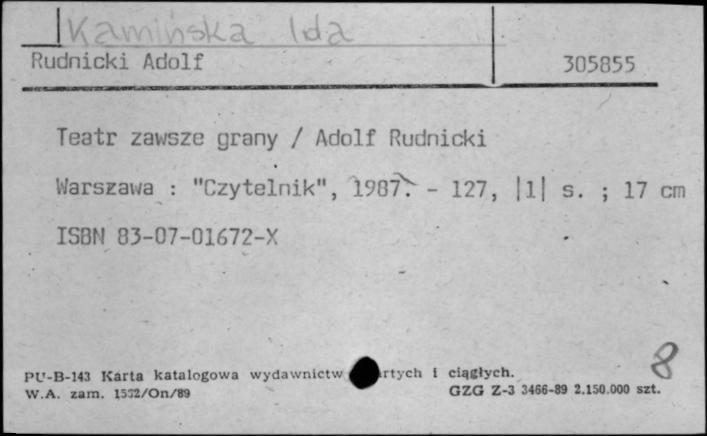 Kamińska Ida
Rudnicki Adolf 305855
Teatr zawsze grany / Adolf Rudnicki
Warszawa : "Czytelnik", 1987. - 127, |1| s. ; 17 cm
ISBN 83-07-01672-X
8
PU-B-143 Karta katalogowa wydawnictw rtych i ciągłych.
W.A. zam. 1532/On/89 GZG Z-3 3466-89 2.150.000 szt.